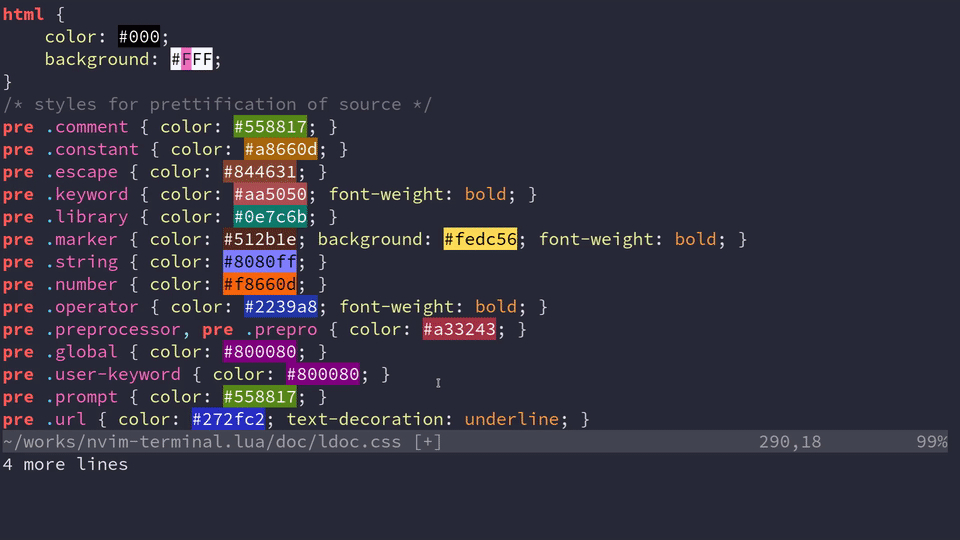 html {
    color: #000;
    background: #FFF;
}
/* styles for prettification of source */
pre .comment { color: #558817; }
pre .constant { color: #a8660d; }
pre .escape { color: #844631; }
pre .keyword { color: #aa5050; font-weight: bold; }
pre .library { color: #0e7c6b; }
pre .marker { color: #512b1e; background: #fedc56; font-weight: bold; }
pre .string { color: #8080ff; }
pre .number { color: #f8660d; }
pre .operator { color: #2239a8; font-weight: bold; }
pre .preprocessor, pre .prepro { color: #a33243; }
pre .global { color: #800080; }
pre .user-keyword { color: #800080; }
pre .prompt { color: #558817; }
pre .url { color: #272fc2; text-decoration: underline; }
~/works/nvim-terminal.lua/doc/ldoc.css [+] 290,18 99%
4 more lines